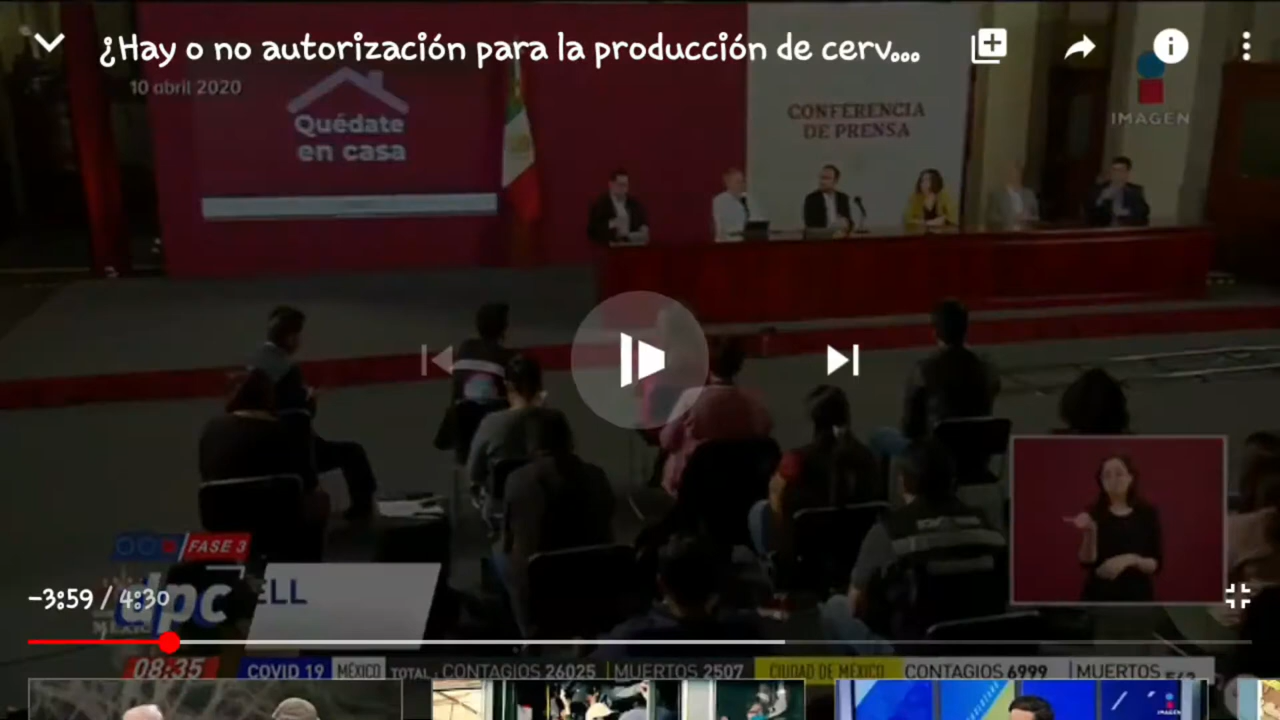 ¿Hay o no autorización para la producción de cerv...
10 abril 2020
Quédate
en casa
CONFERENCIA
DE PRENSA
IMAGEN
FASE 3
-3:59 / 4:30
dpc
ELL
08:35 COVID 19 MÉXICO TOTAL CONTAGIOS 26025 MUERTOS 2507 CIUDAD DE MÉXICO CONTAGIOS 6999 MUERTOS